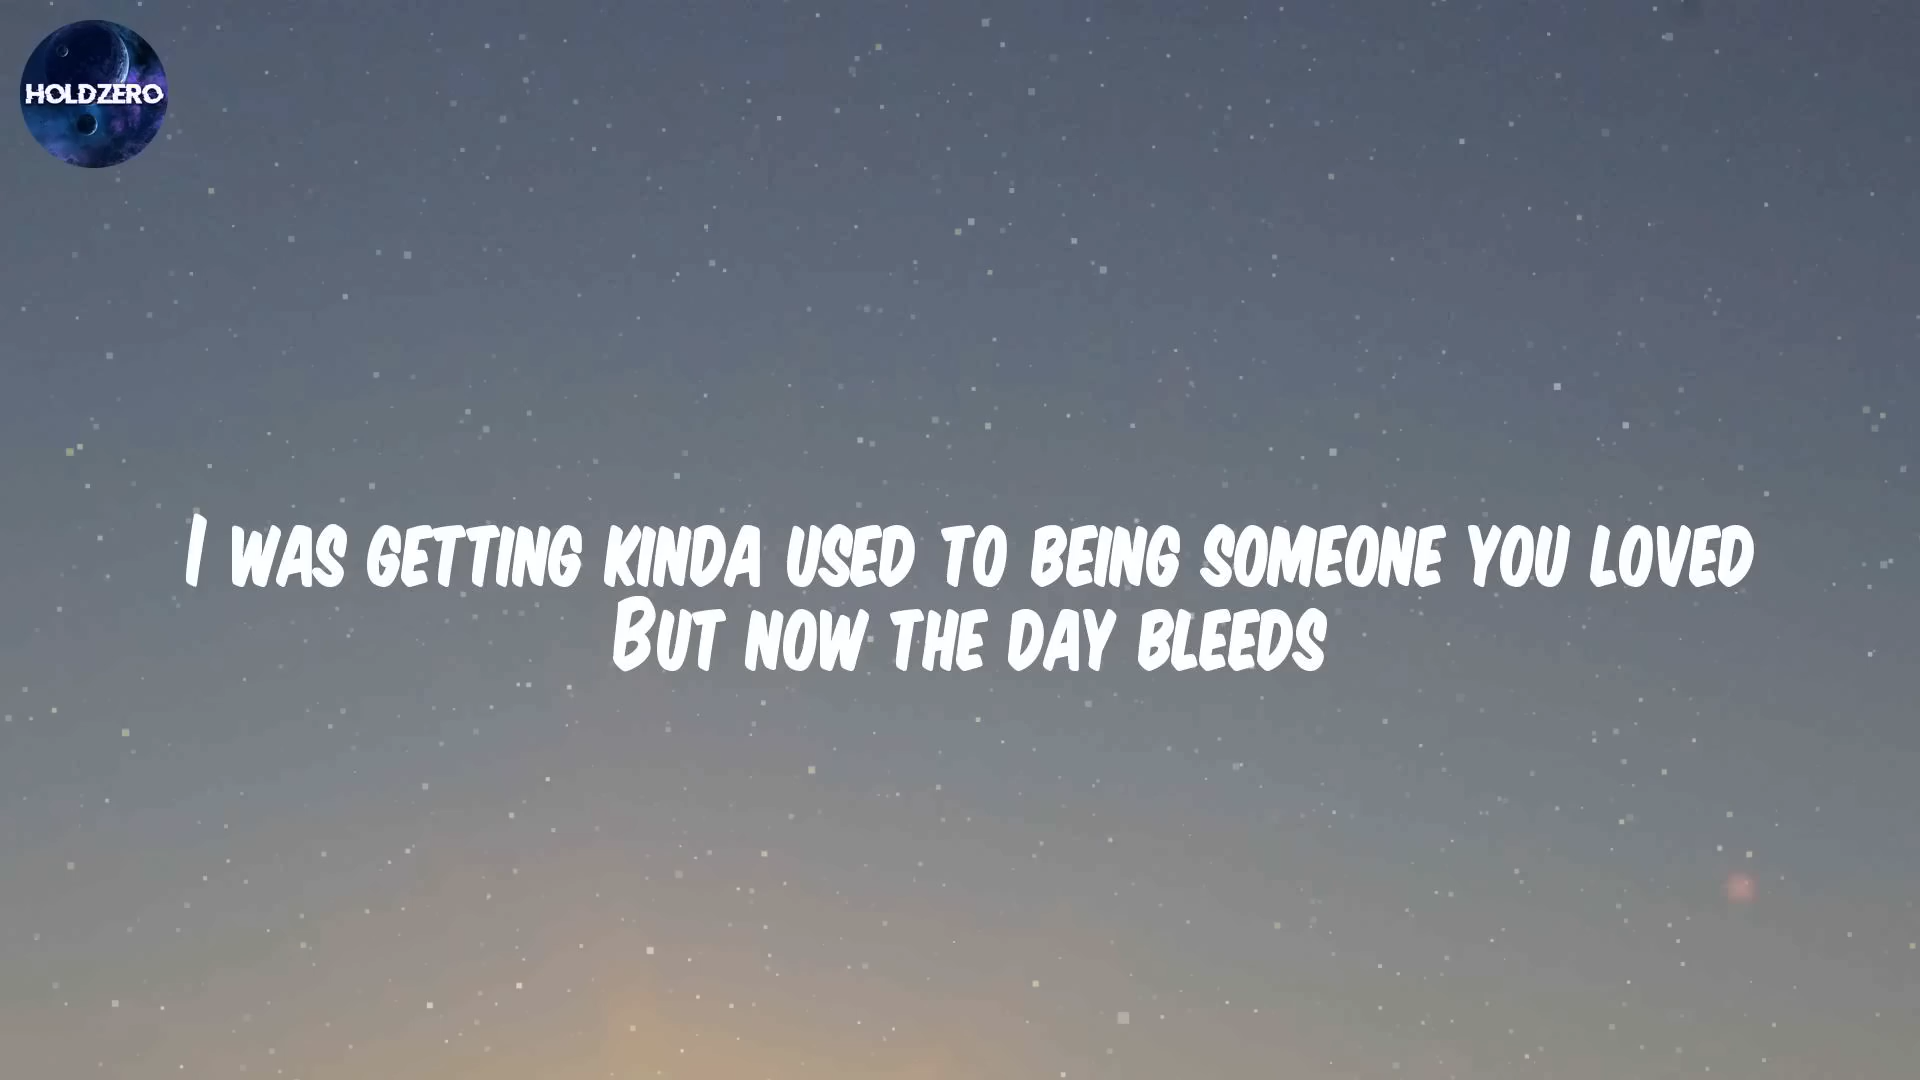 HOLDZERO
I WAS GETTING KINDA USED TO BEING SOMEONE YOU LOVED
BUT NOW THE DAY BLEEDS